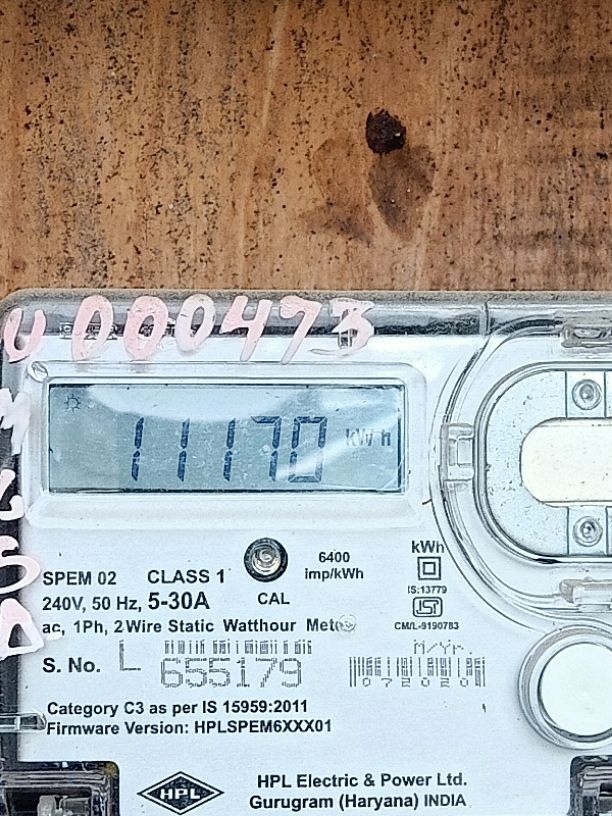 U 000473
11170 kWh
6400
imp/kWh
kWh
SPEM 02 CLASS 1
IS:13779
240V, 50 Hz, 5-30A
CAL
CM/L-9190783
ac, 1Ph, 2 Wire Static Watthour Meter
M/Yr.
S. No. L 655179
072020
Category C3 as per IS 15959:2011
Firmware Version: HPLSPEM6XXX01
HPL
HPL Electric & Power Ltd.
Gurugram (Haryana) INDIA